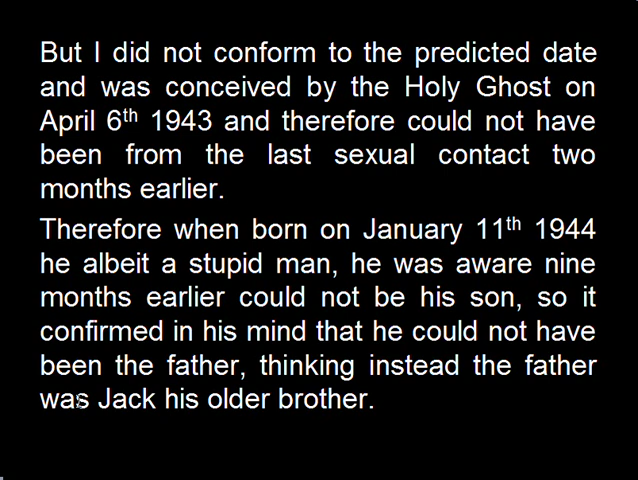 But I did not conform to the predicted date
and was conceived by the Holy Ghost on
April 6th 1943 and therefore could not have
been from the last sexual contact two
months earlier.
Therefore when born on January 11th 1944
he albeit a stupid man, he was aware nine
months earlier could not be his son, so it
confirmed in his mind that he could not have
been the father, thinking instead the father
was Jack his older brother.